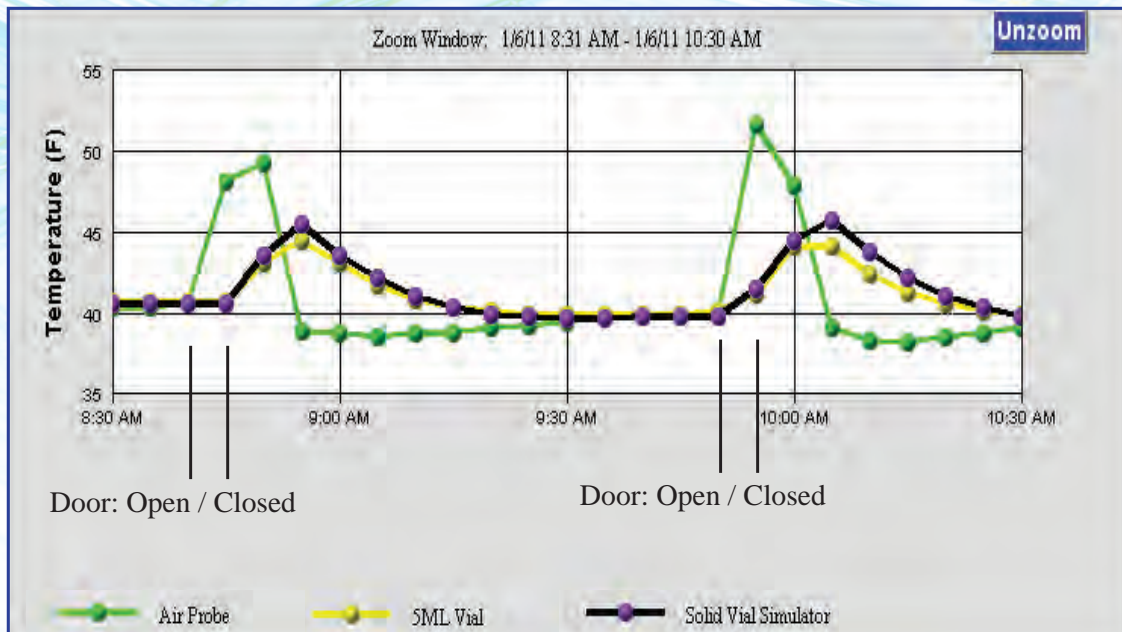 Zoom Window: 1/6/11 8:31 AM - 1/6/11 10:30 AM
Unzoom
Temperature (F)
55
50
45
40
35
8:30 AM 9:00 AM 9:30 AM 10:00 AM 10:30 AM
Door: Open / Closed Door: Open / Closed
Air Probe 5ML Vial Solid Vial Simulator